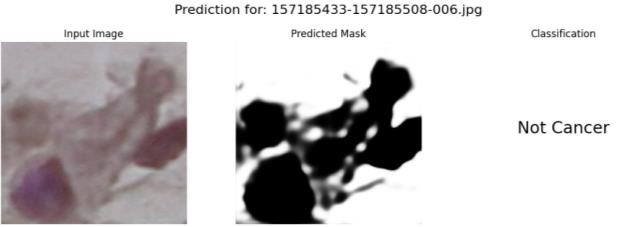 Prediction for: 157185433-157185508-006.jpg
Input Image
Predicted Mask
Classification
Not Cancer